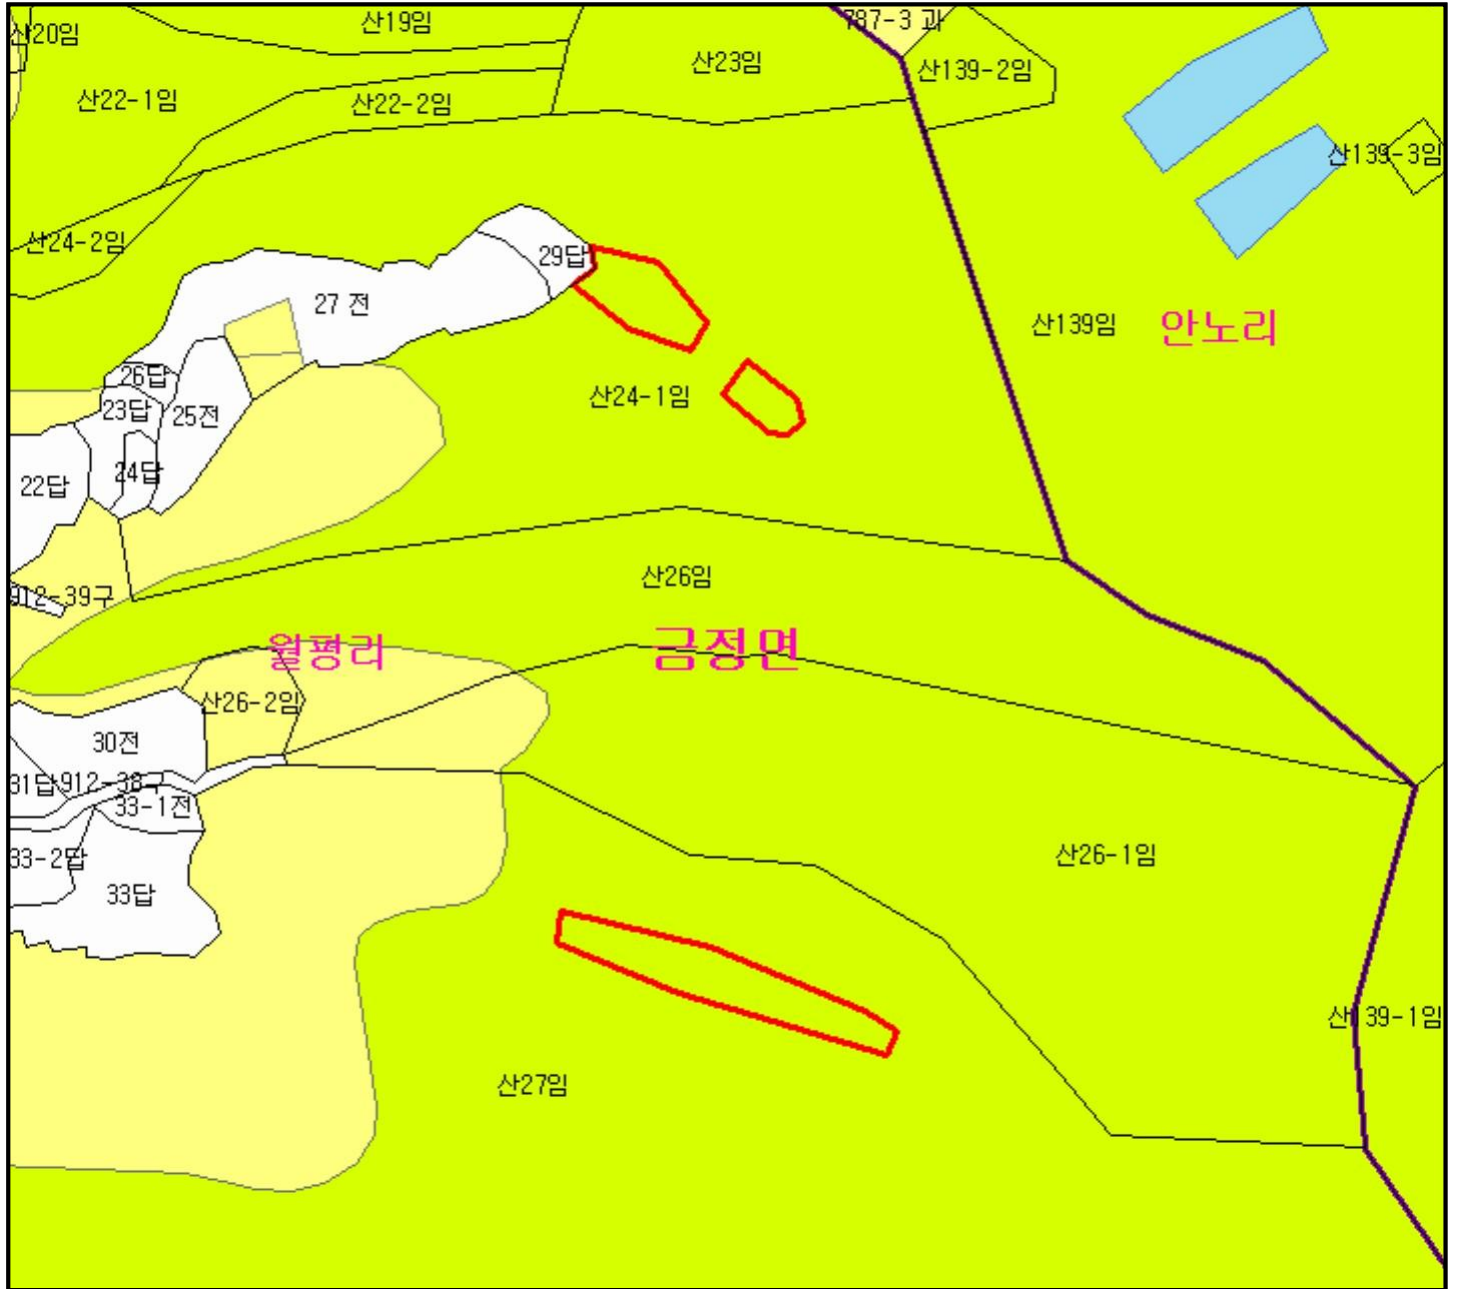 산20임
산19임
787-3 과
산23임
산139-2임
산22-1임
산22-2임
산139-3임
산24-2임
29답
27 전
산139임
안노리
26답
산24-1임
23답
25전
24답
22답
산26임
912-39구
월평리
금정면
산26-2임
30전
31답
912-38구
33-1전
33-2답
산26-1임
33답
산139-1임
산27임